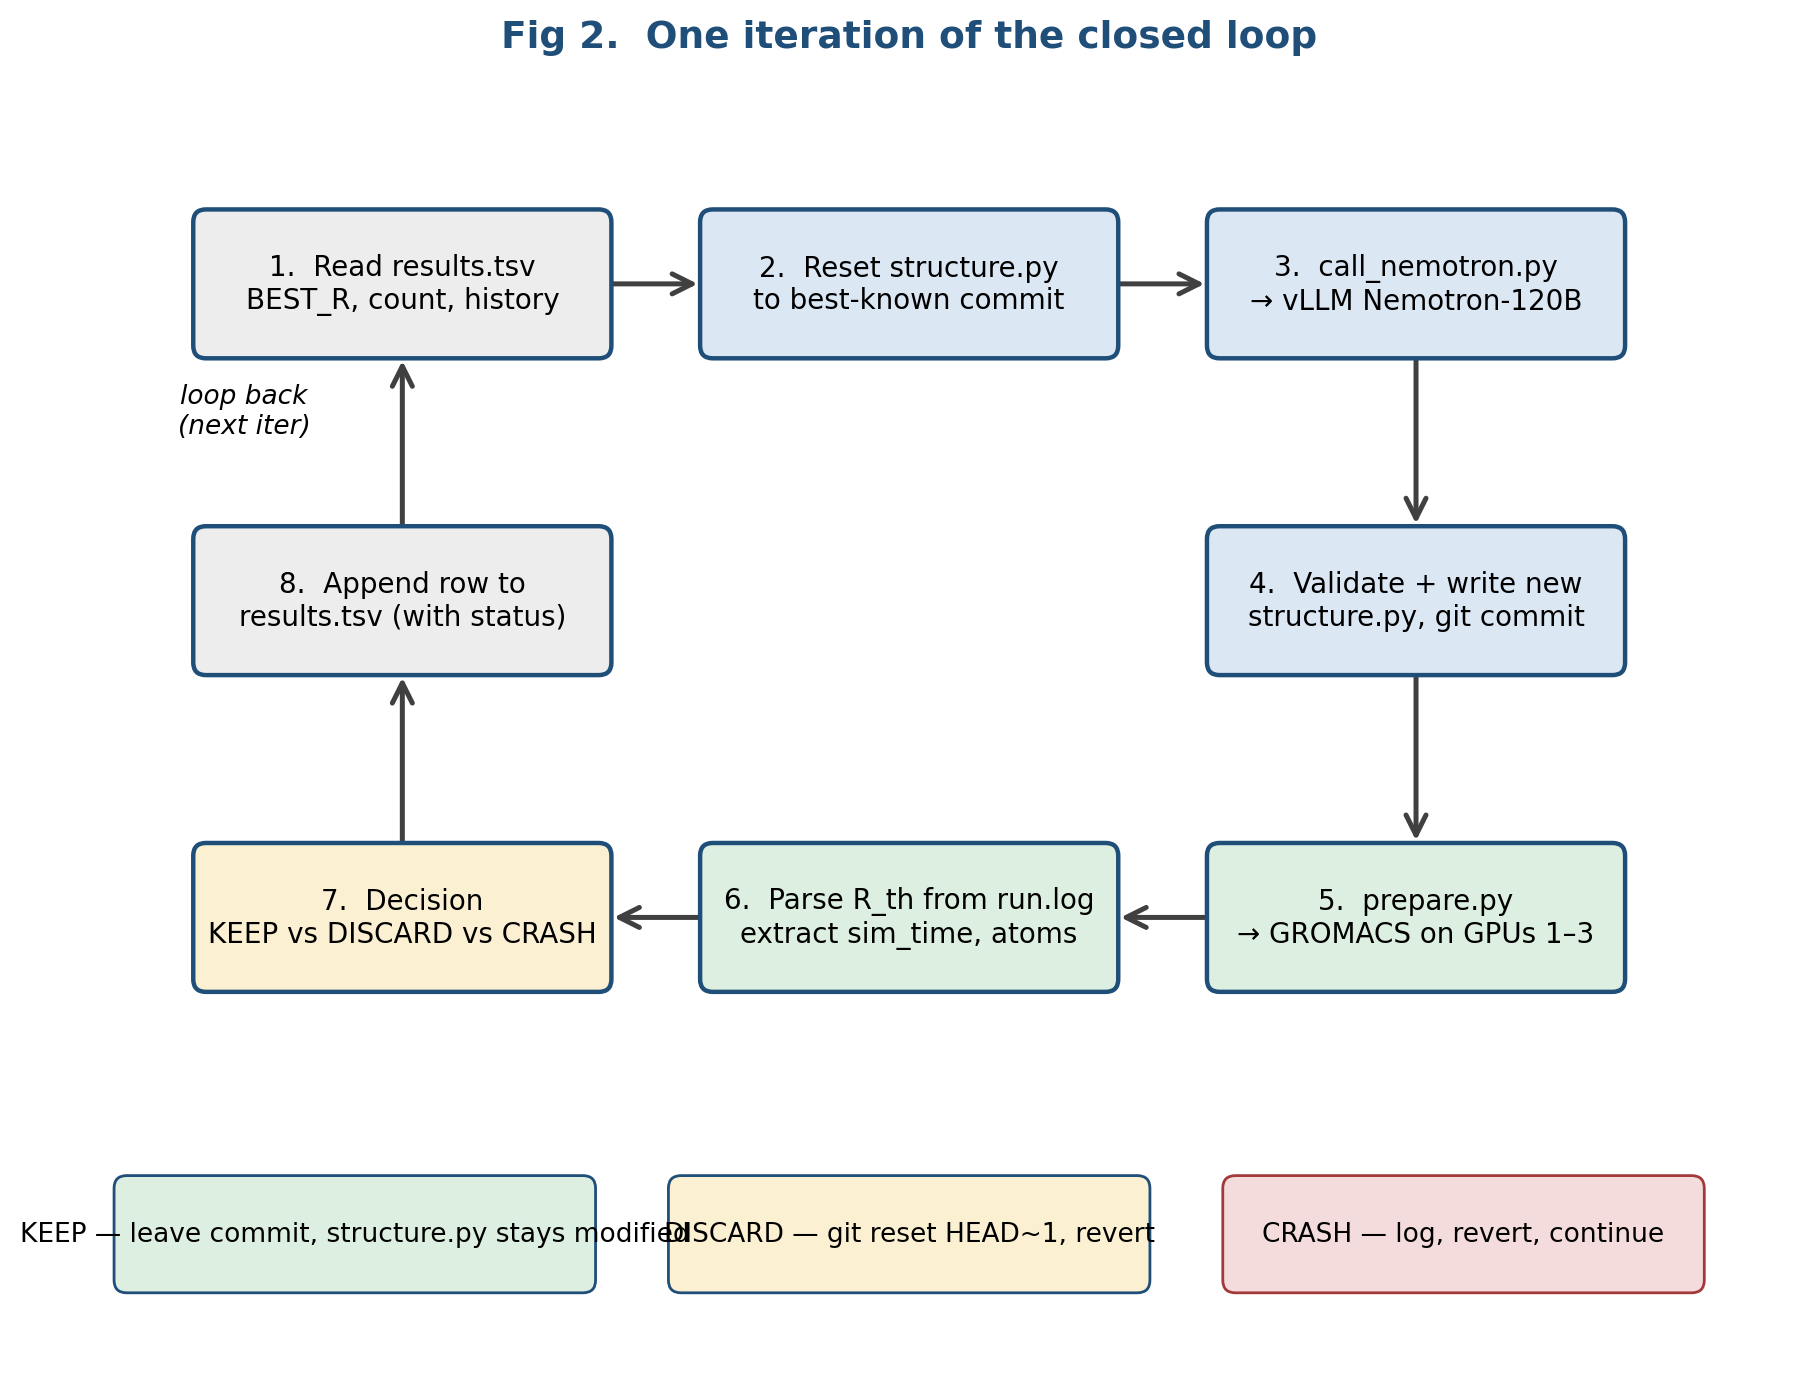 Fig 2.  One iteration of the closed loop
1.  Read results.tsv
BEST_R, count, history
2.  Reset structure.py
to best-known commit
3.  call_nemotron.py
→ vLLM Nemotron-120B
loop back
(next iter)
8.  Append row to
results.tsv (with status)
4.  Validate + write new
structure.py, git commit
7.  Decision
KEEP vs DISCARD vs CRASH
6.  Parse R_th from run.log
extract sim_time, atoms
5.  prepare.py
→ GROMACS on GPUs 1–3
KEEP — leave commit, structure.py stays modified
DISCARD — git reset HEAD~1, revert
CRASH — log, revert, continue